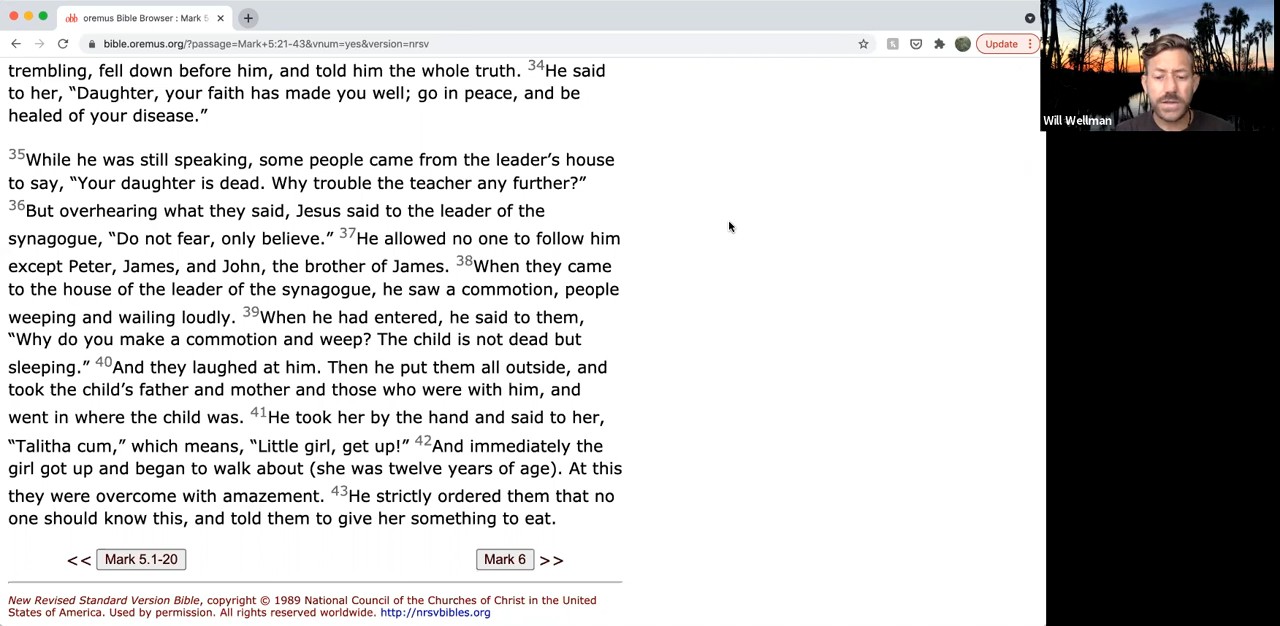 oremus Bible Browser : Mark 5
bible.oremus.org/?passage=Mark+5:21-43&vnum=yes&version=nrsv
Update
Will Wellman
trembling, fell down before him, and told him the whole truth. 34He said
to her, “Daughter, your faith has made you well; go in peace, and be
healed of your disease.”
35While he was still speaking, some people came from the leader’s house
to say, “Your daughter is dead. Why trouble the teacher any further?”
36But overhearing what they said, Jesus said to the leader of the
synagogue, “Do not fear, only believe.” 37He allowed no one to follow him
except Peter, James, and John, the brother of James. 38When they came
to the house of the leader of the synagogue, he saw a commotion, people
weeping and wailing loudly. 39When he had entered, he said to them,
“Why do you make a commotion and weep? The child is not dead but
sleeping.” 40And they laughed at him. Then he put them all outside, and
took the child’s father and mother and those who were with him, and
went in where the child was. 41He took her by the hand and said to her,
“Talitha cum,” which means, “Little girl, get up!” 42And immediately the
girl got up and began to walk about (she was twelve years of age). At this
they were overcome with amazement. 43He strictly ordered them that no
one should know this, and told them to give her something to eat.
<< Mark 5.1-20 Mark 6 >>
New Revised Standard Version Bible, copyright © 1989 National Council of the Churches of Christ in the United
States of America. Used by permission. All rights reserved worldwide. http://nrsvbibles.org